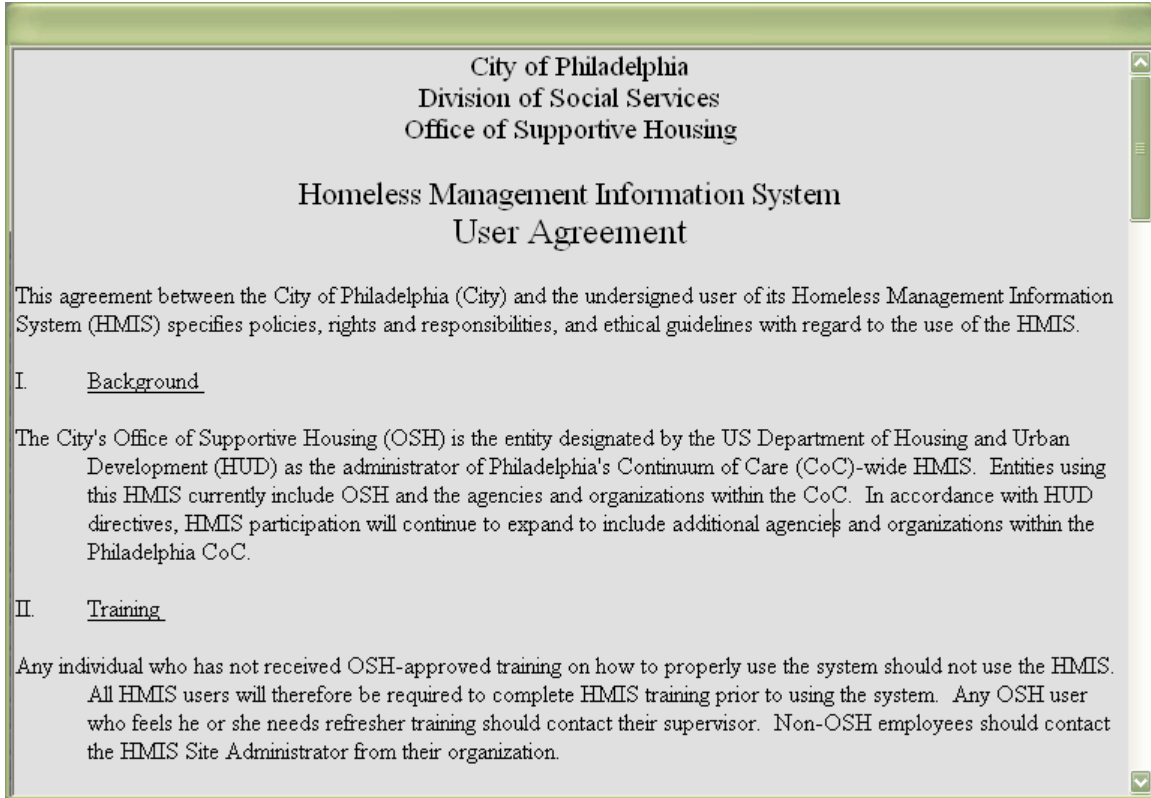 City of Philadelphia
Division of Social Services
Office of Supportive Housing
Homeless Management Information System
User Agreement
This agreement between the City of Philadelphia (City) and the undersigned user of its Homeless Management Information
System (HMIS) specifies policies, rights and responsibilities, and ethical guidelines with regard to the use of the HMIS.
I. Background
The City's Office of Supportive Housing (OSH) is the entity designated by the US Department of Housing and Urban
Development (HUD) as the administrator of Philadelphia's Continuum of Care (CoC)-wide HMIS. Entities using
this HMIS currently include OSH and the agencies and organizations within the CoC. In accordance with HUD
directives, HMIS participation will continue to expand to include additional agencies and organizations within the
Philadelphia CoC.
II. Training
Any individual who has not received OSH-approved training on how to properly use the system should not use the HMIS.
All HMIS users will therefore be required to complete HMIS training prior to using the system. Any OSH user
who feels he or she needs refresher training should contact their supervisor. Non-OSH employees should contact
the HMIS Site Administrator from their organization.